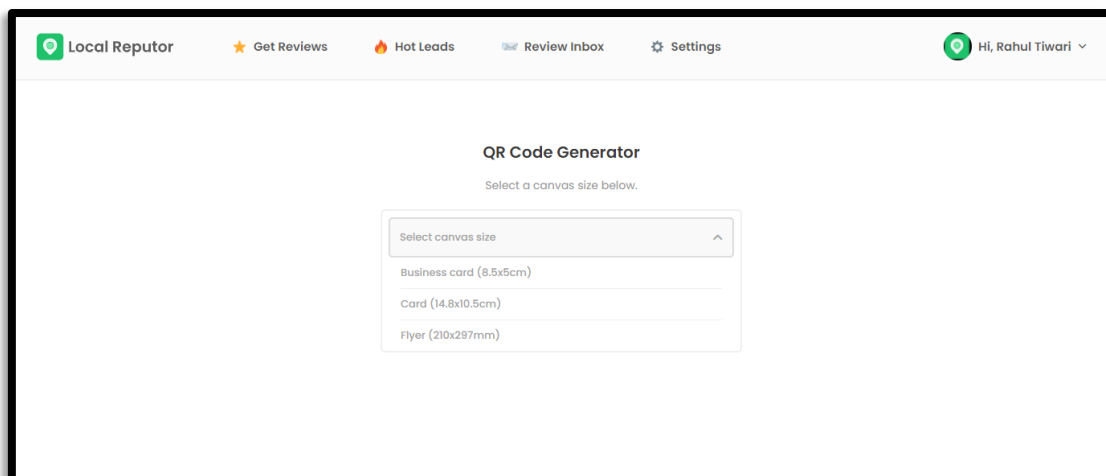 Local Reputor
Get Reviews
Hot Leads
Review Inbox
Settings
Hi, Rahul Tiwari
QR Code Generator
Select a canvas size below.
Select canvas size
Business card (8.5x5cm)
Card (14.8x10.5cm)
Flyer (210x297mm)